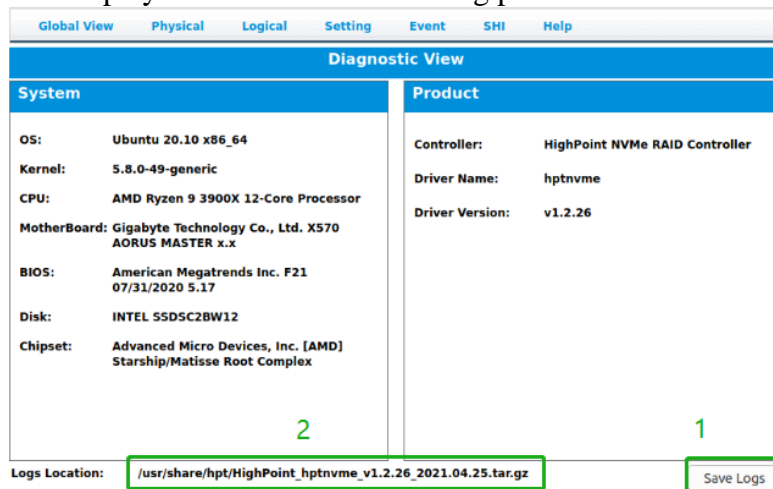 Global View Physical Logical Setting Event SHI Help
Diagnostic View
System
OS: Ubuntu 20.10 x86_64
Kernel: 5.8.0-49-generic
CPU: AMD Ryzen 9 3900X 12-Core Processor
MotherBoard: Gigabyte Technology Co., Ltd. X570
AORUS MASTER x.x
BIOS: American Megatrends Inc. F21
07/31/2020 5.17
Disk: INTEL SSDSC2BW12
Chipset: Advanced Micro Devices, Inc. [AMD]
Starship/Matisse Root Complex
Product
Controller: HighPoint NVMe RAID Controller
Driver Name: hptnvme
Driver Version: v1.2.26
2
1
Logs Location: /usr/share/hpt/HighPoint_hptnvme_v1.2.26_2021.04.25.tar.gz
Save Logs